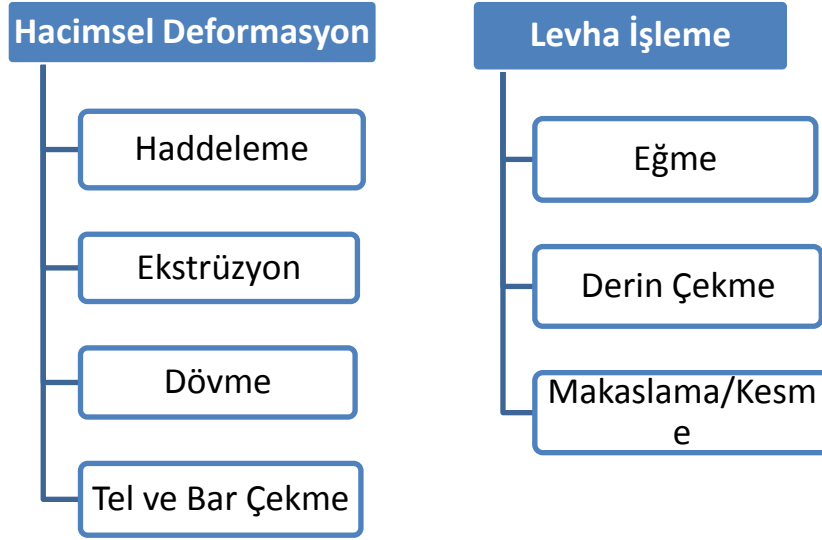 Hacimsel Deformasyon
Haddeleme
Ekstrüzyon
Dövme
Tel ve Bar Çekme
Levha İşleme
Eğme
Derin Çekme
Makaslama/Kesm
e